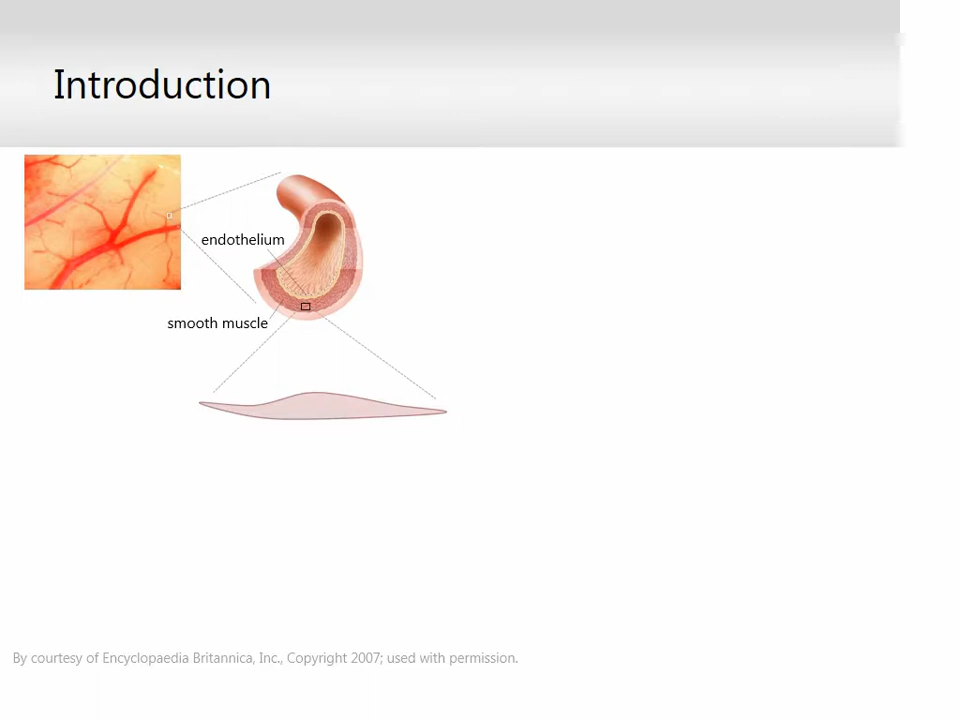 Introduction
endothelium
smooth muscle
By courtesy of Encyclopaedia Britannica, Inc., Copyright 2007; used with permission.